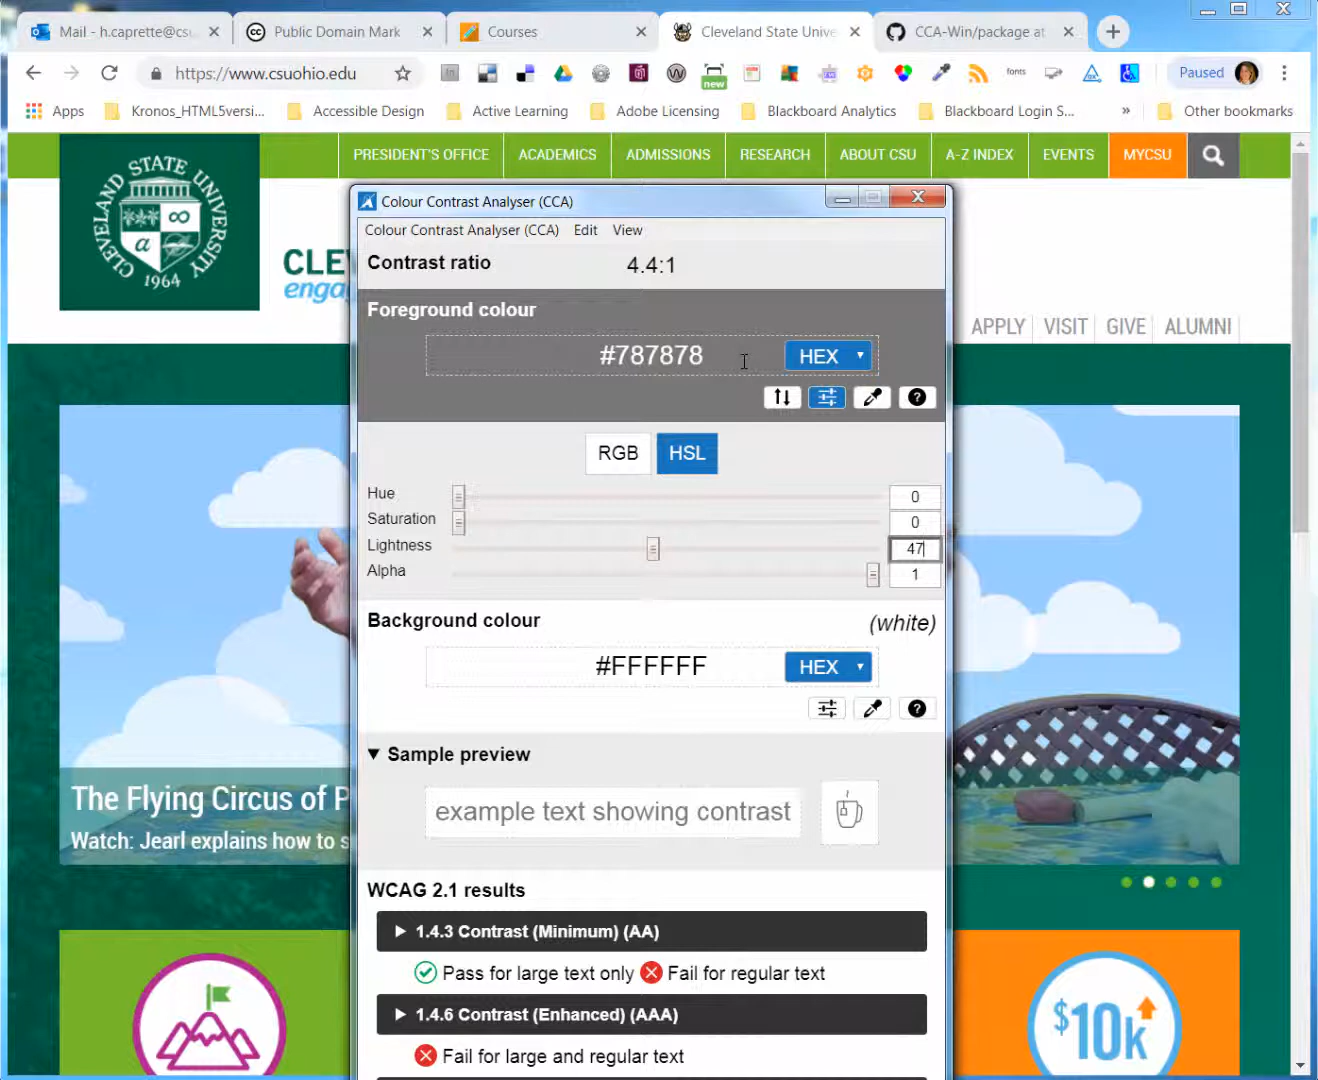 Mail - h.caprette@csu
Public Domain Mark
Courses
Cleveland State Unive
CCA-Win/package at
https://www.csuohio.edu
new
fonts
Paused
Apps
Kronos_HTML5versi...
Accessible Design
Active Learning
Adobe Licensing
Blackboard Analytics
Blackboard Login S...
»
Other bookmarks
PRESIDENT'S OFFICE
ACADEMICS
ADMISSIONS
RESEARCH
ABOUT CSU
A-Z INDEX
EVENTS
MYCSU
CLEVELAND STATE UNIVERSITY
1964
CLE
engag
APPLY
VISIT
GIVE
ALUMNI
Colour Contrast Analyser (CCA)
Colour Contrast Analyser (CCA) Edit View
Contrast ratio 4.4:1
Foreground colour
#787878 HEX
RGB HSL
Hue 0
Saturation 0
Lightness 47
Alpha 1
Background colour (white)
#FFFFFF HEX
Sample preview
example text showing contrast
WCAG 2.1 results
1.4.3 Contrast (Minimum) (AA)
Pass for large text only Fail for regular text
1.4.6 Contrast (Enhanced) (AAA)
Fail for large and regular text
The Flying Circus of P
Watch: Jearl explains how to s
$10k